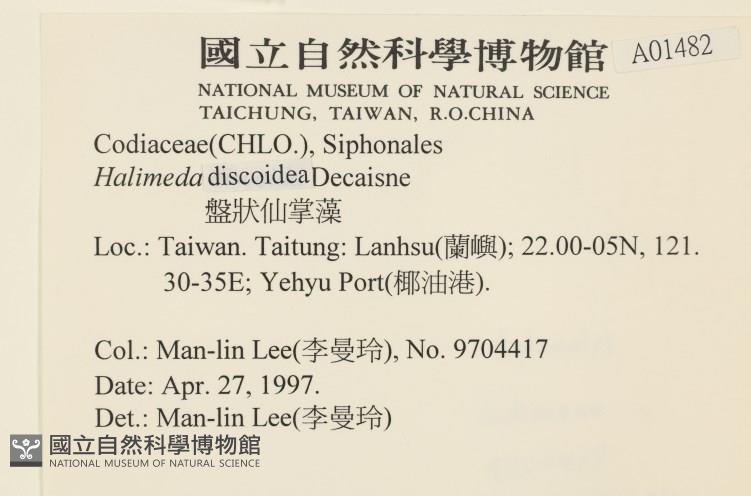 國立自然科學博物館
A01482
NATIONAL MUSEUM OF NATURAL SCIENCE
TAICHUNG, TAIWAN, R.O.CHINA
Codiaceae(CHLO.), Siphonales
Halimeda discoidea Decaisne
盤狀仙掌藻
Loc.: Taiwan. Taitung: Lanhsu(蘭嶼); 22.00-05N, 121.
30-35E; Yehyu Port(椰油港).
Col.: Man-lin Lee(李曼玲), No. 9704417
Date: Apr. 27, 1997.
Det.: Man-lin Lee(李曼玲)
國立自然科學博物館
NATIONAL MUSEUM OF NATURAL SCIENCE